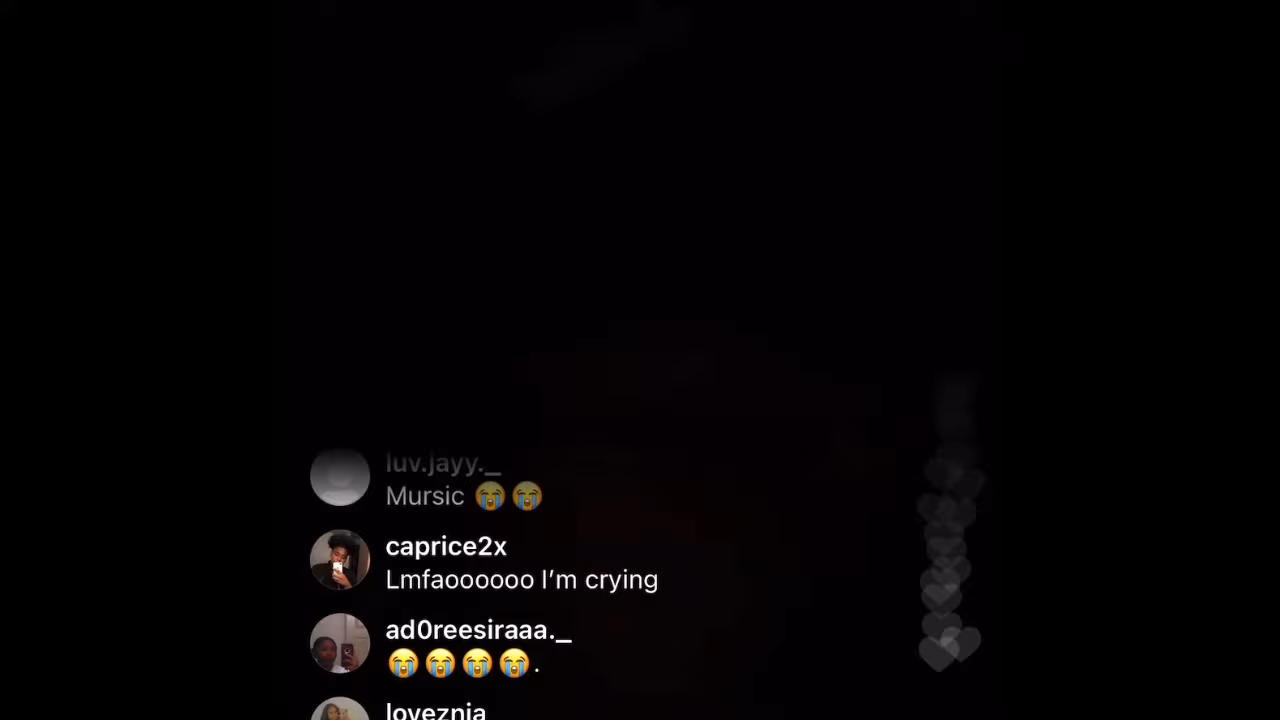 luv.jayy._
Mursic 😭😭
caprice2x
Lmfaoooooo I’m crying
ad0reesiraaa._
😭😭😭😭.
loveznia